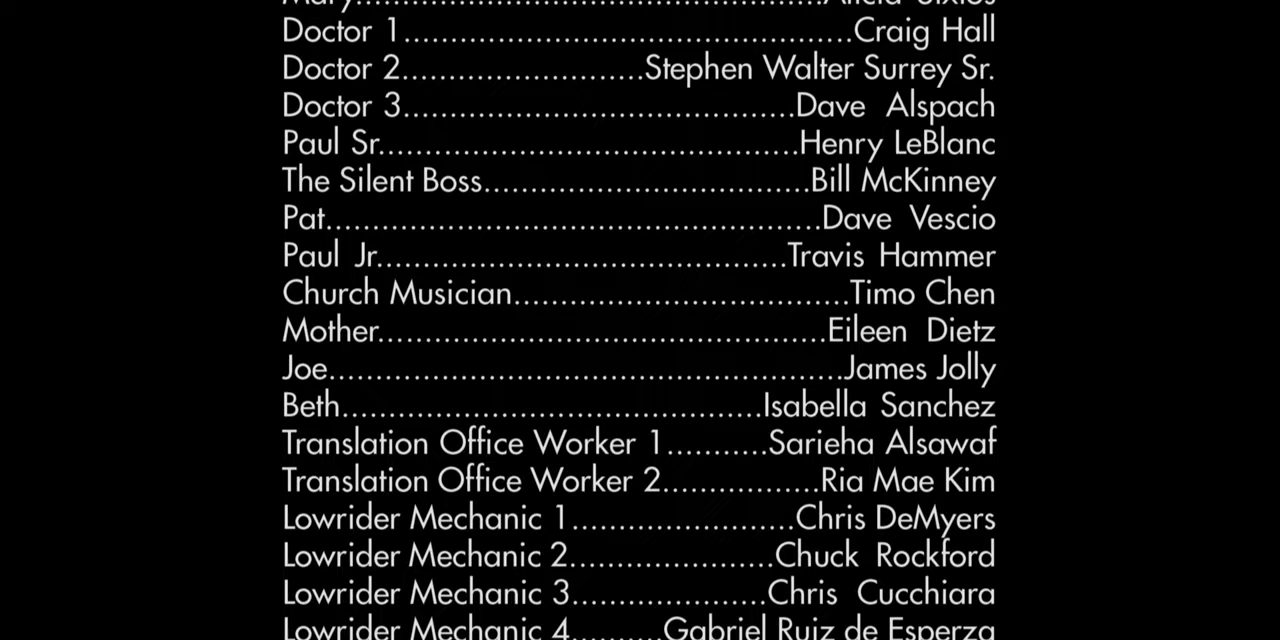 Mary........................................................Alicia Sixtos
Doctor 1................................................Craig Hall
Doctor 2..........................Stephen Walter Surrey Sr.
Doctor 3..........................................Dave Alspach
Paul Sr.............................................Henry LeBlanc
The Silent Boss...................................Bill McKinney
Pat.....................................................Dave Vescio
Paul Jr............................................Travis Hammer
Church Musician....................................Timo Chen
Mother................................................Eileen Dietz
Joe.......................................................James Jolly
Beth.............................................Isabella Sanchez
Translation Office Worker 1...........Sarieha Alsawaf
Translation Office Worker 2.................Ria Mae Kim
Lowrider Mechanic 1........................Chris DeMyers
Lowrider Mechanic 2......................Chuck Rockford
Lowrider Mechanic 3.....................Chris Cucchiara
Lowrider Mechanic 4..........Gabriel Ruiz de Esperza